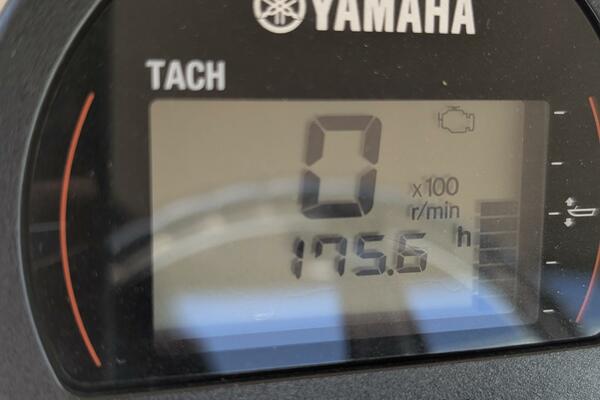 YAMAHA
TACH
0
x100
r/min
175.6 h